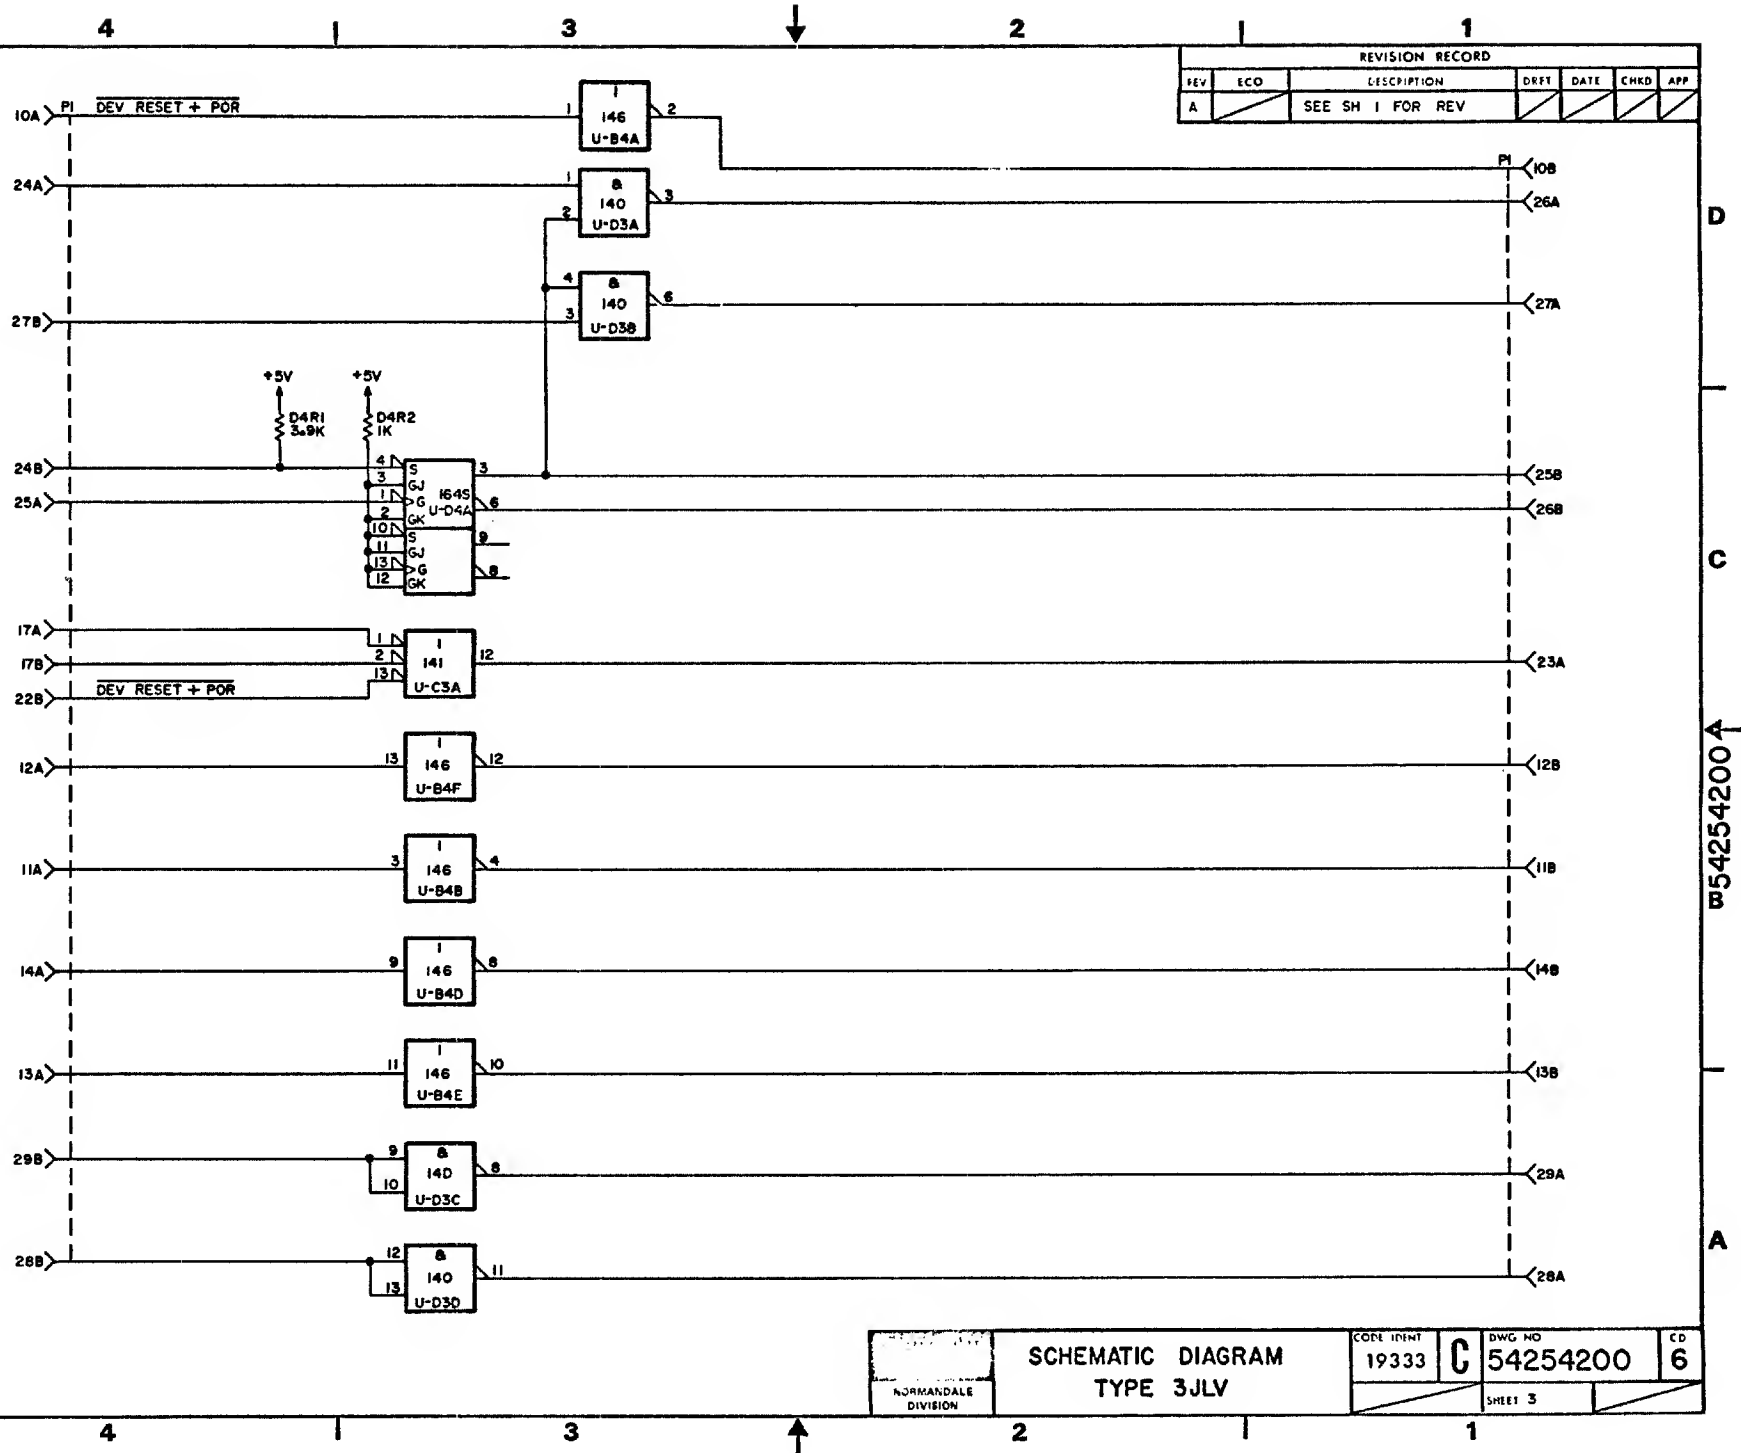 4 3 2 1
REVISION RECORD
REV ECO DESCRIPTION DRFT DATE CHKD APP
A SEE SH 1 FOR REV
10A P1 DEV RESET + POR 1
1
146
U-B4A
2
P1 10B
24A 1
2
&
140
U-D3A
3 26A
D
27B 4
3
&
140
U-D3B
6 27A
+5V +5V
D4R1
3.9K
D4R2
1K
24B 4 S 3 25B
3 GJ
25A 1 G 164S
U-D4A
6 26B
2 GK
10 S 9
11 GJ
13 G 8
12 GK
C
17A 1
17B 2
22B DEV RESET + POR 13
1
141
U-C3A
12 23A
12A 13
1
146
U-B4F
12 12B
11A 3
1
146
U-B4B
4 11B
B54254200
14A 9
1
146
U-B4D
8 14B
13A 11
1
146
U-B4E
10 13B
29B 9
10
&
14D
U-D3C
8 29A
28B 12
13
&
140
U-D3D
11 28A
A
NORMANDALE
DIVISION
SCHEMATIC DIAGRAM
TYPE 3JLV
CODE IDENT
19333
C
DWG NO
54254200
CD
6
SHEET 3
4 3 2 1